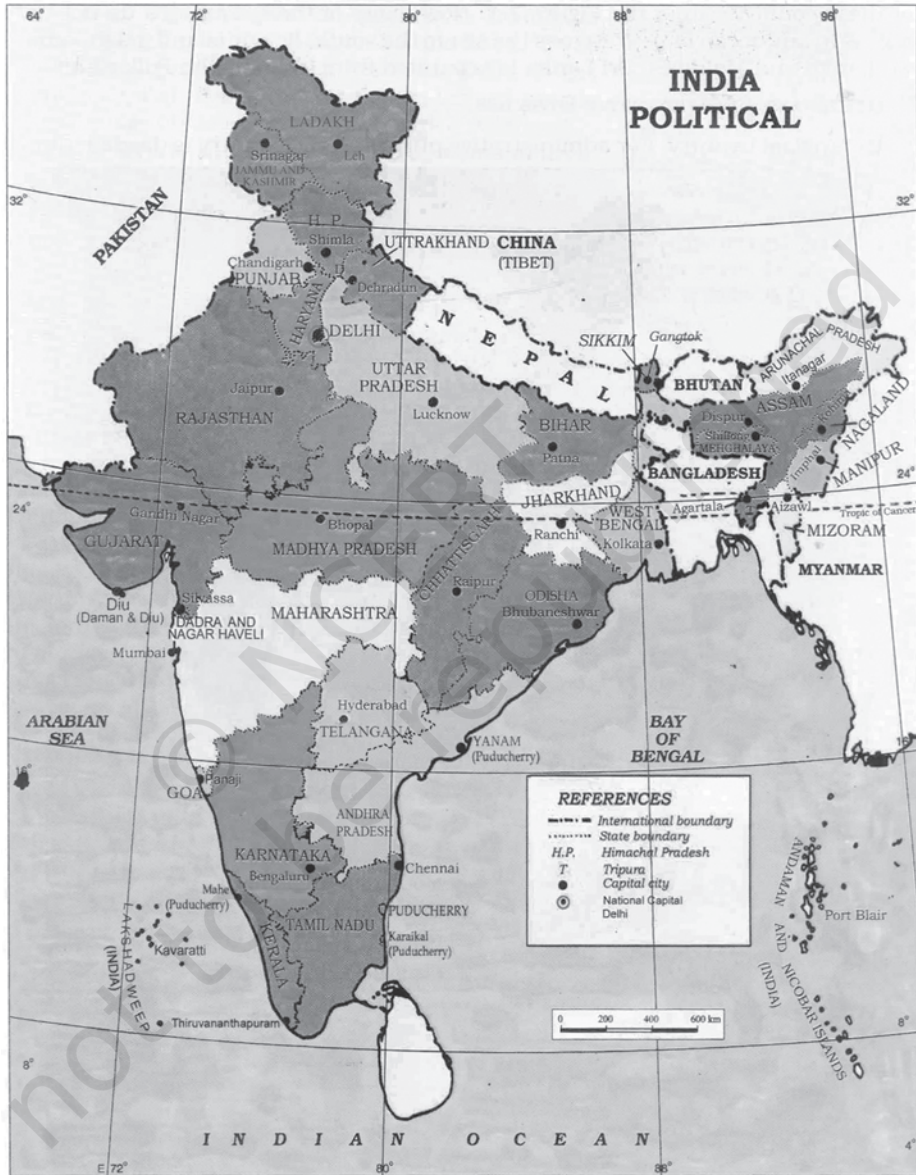 64°
72°
80°
88°
96°
INDIA
POLITICAL
LADAKH
Srinagar
Leh
JAMMU AND
KASHMIR
32°
32°
PAKISTAN
H. P.
Shimla
UTTRAKHAND
CHINA
(TIBET)
Chandigarh
PUNJAB
D
Dehradun
HARYANA
DELHI
NEPAL
SIKKIM
Gangtok
ARUNACHAL PRADESH
Itanagar
BHUTAN
UTTAR
PRADESH
Jaipur
Lucknow
RAJASTHAN
BIHAR
Patna
Dispur
ASSAM
Shillong
MEHGHALAYA
Kohima
NAGALAND
Imphal
MANIPUR
BANGLADESH
JHARKHAND
24°
24°
Gandhi Nagar
Bhopal
Ranchi
WEST
BENGAL
Agartala
T
Aizawl
Tropic of Cancer
GUJARAT
MADHYA PRADESH
CHHATTISGARH
Kolkata
MIZORAM
MYANMAR
Raipur
Diu
(Daman & Diu)
Silvassa
DADRA AND
NAGAR HAVELI
MAHARASHTRA
ODISHA
Bhubaneshwar
Mumbai
Hyderabad
TELANGANA
ARABIAN
SEA
BAY
OF
BENGAL
YANAM
(Puducherry)
16°
16°
Panaji
GOA
ANDHRA
PRADESH
REFERENCES
International boundary
State boundary
H.P. Himachal Pradesh
T Tripura
Capital city
National Capital
Delhi
KARNATAKA
Bengaluru
Chennai
Mahe
(Puducherry)
TAMIL NADU
PUDUCHERRY
Karaikal
(Puducherry)
KERALA
LAKSHADWEEP
(INDIA)
Kavaratti
Thiruvananthapuram
ANDAMAN AND NICOBAR ISLANDS
(INDIA)
Port Blair
0 200 400 600 km
8°
8°
INDIAN OCEAN
E.72°
80°
88°
4°
© NCERT
not to be republished